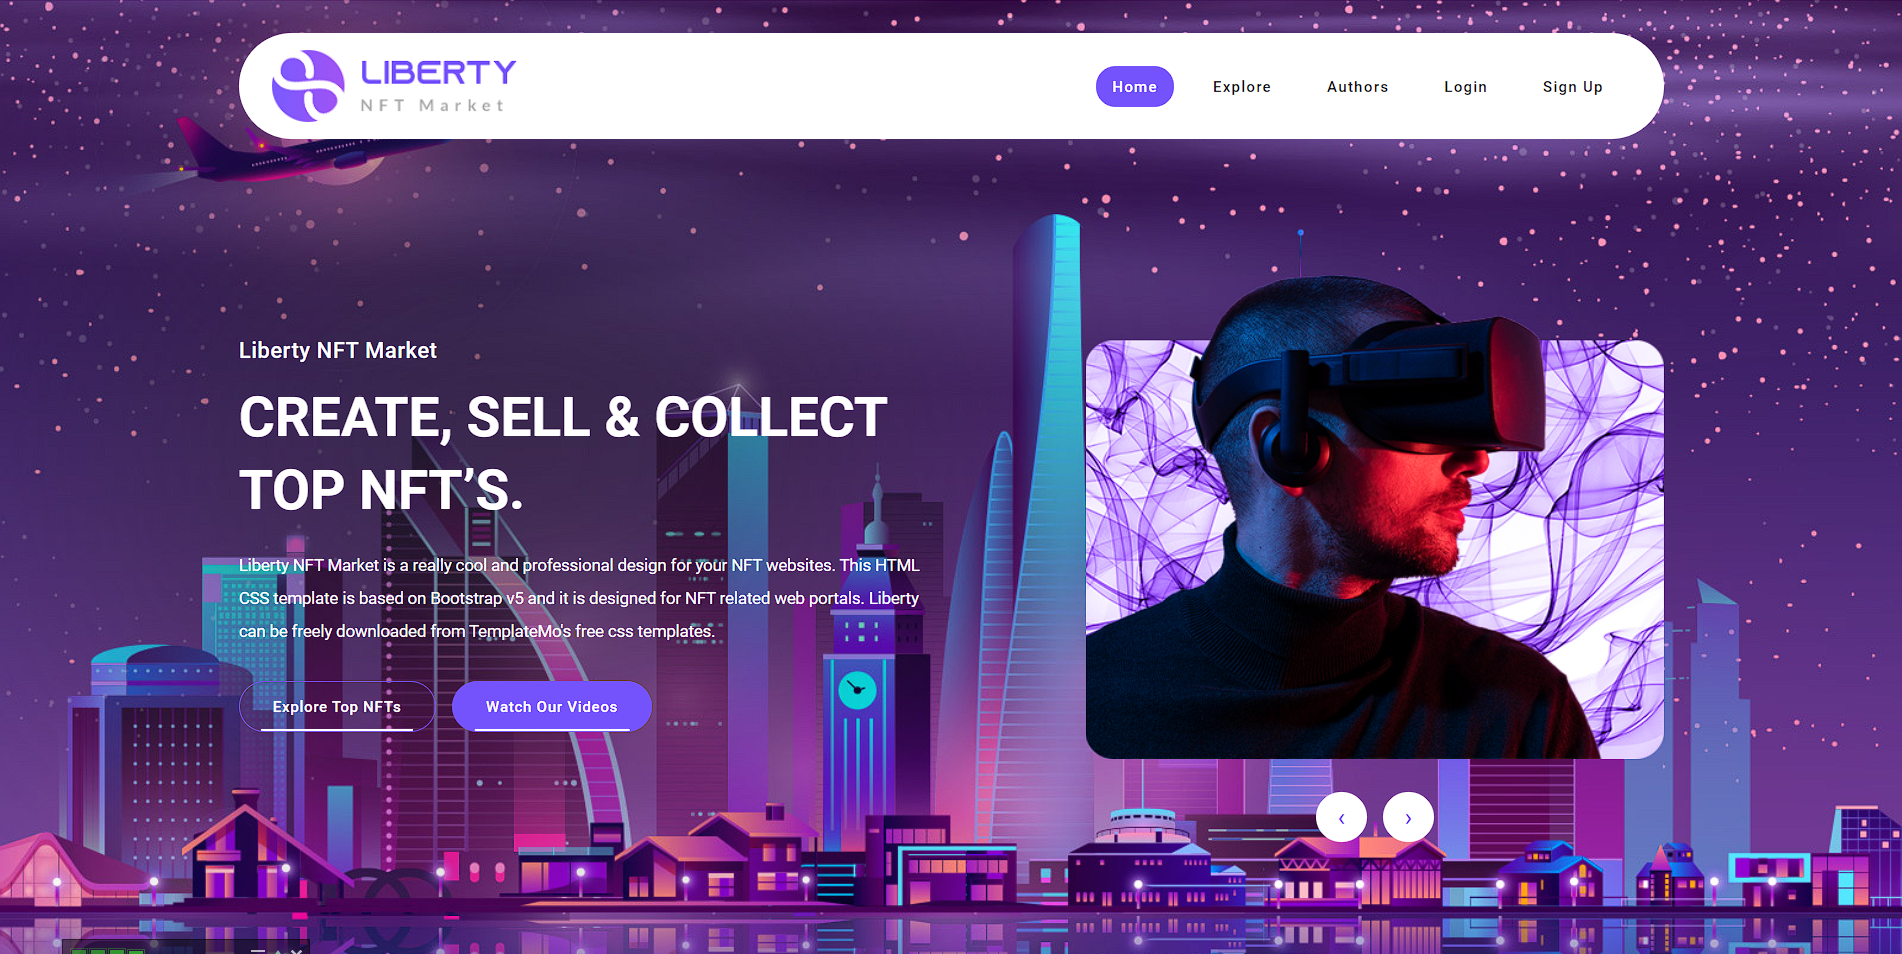 LIBERTY
NFT Market
Home
Explore
Authors
Login
Sign Up
Liberty NFT Market
CREATE, SELL & COLLECT
TOP NFT’S.
Liberty NFT Market is a really cool and professional design for your NFT websites. This HTML
CSS template is based on Bootstrap v5 and it is designed for NFT related web portals. Liberty
can be freely downloaded from TemplateMo's free css templates.
Explore Top NFTs
Watch Our Videos
‹
›